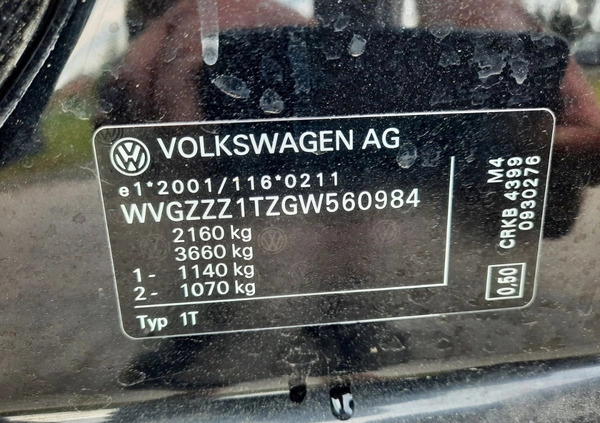 VOLKSWAGEN AG
e1*2001/116*0211
WVGZZZ1TZGW560984
2160 kg
3660 kg
1- 1140 kg
2- 1070 kg
Typ 1T
M4
CRKB 4399
0930276
0,50